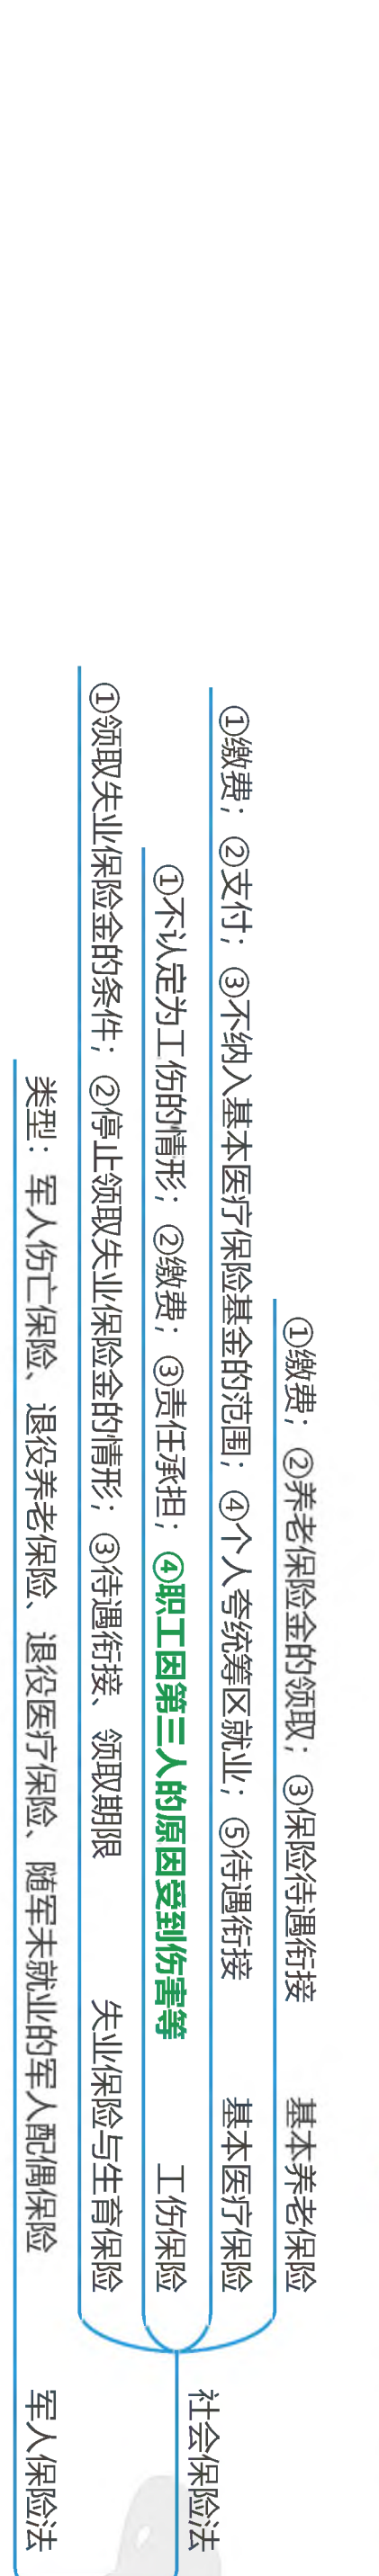 ①缴费；②养老保险金的领取；③保险待遇衔接
基本养老保险
①缴费；②支付；③不纳入基本医疗保险基金的范围；④个人夸统筹区就业；⑤待遇衔接
基本医疗保险
①不认定为工伤的情形；②缴费；③责任承担；④职工因第三人的原因受到伤害等
工伤保险
①领取失业保险金的条件；②停止领取失业保险金的情形；③待遇衔接、领取期限
失业保险与生育保险
社会保险法
类型：军人伤亡保险、退役养老保险、退役医疗保险、随军未就业的军人配偶保险
军人保险法